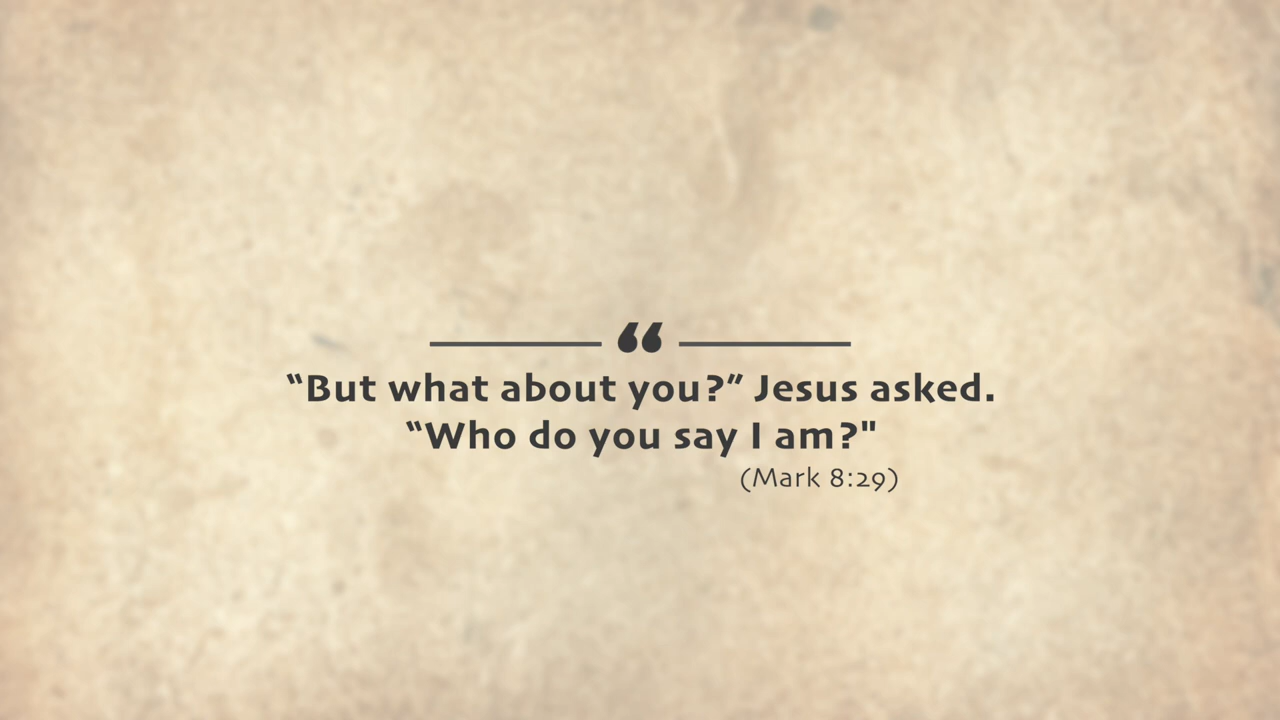 ❝
“But what about you?” Jesus asked.
“Who do you say I am?"
(Mark 8:29)